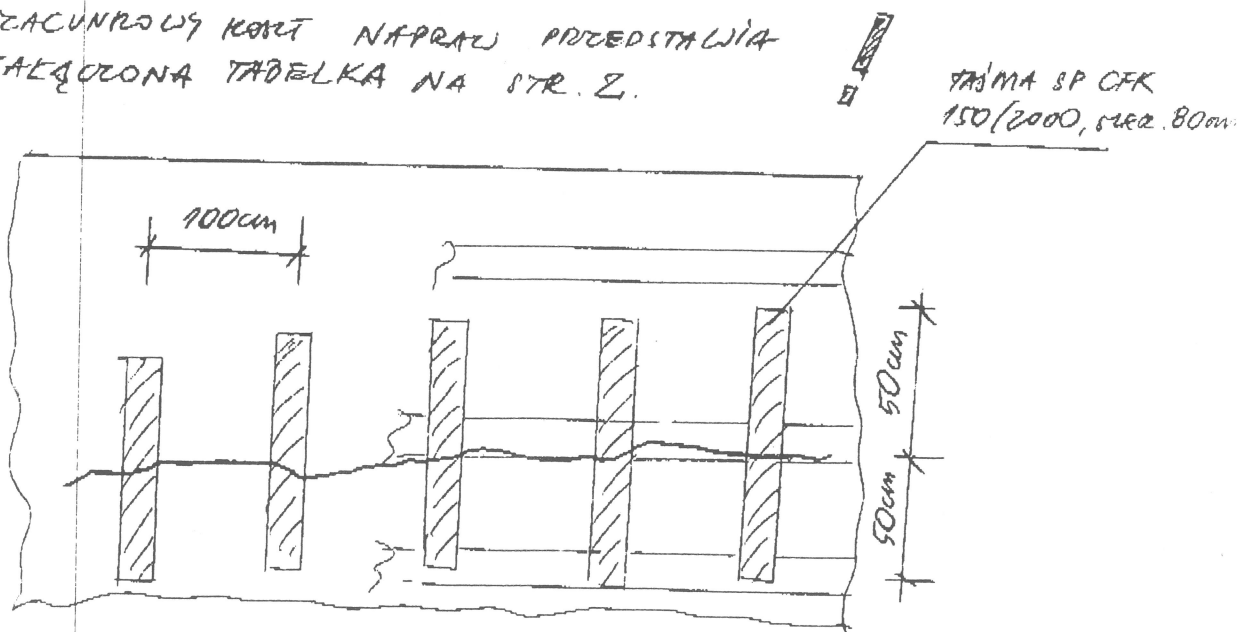 ZACUNKOWY KOSZT NAPRAW PRZEDSTAWIA
ZAŁĄCZONA TABELKA NA STR. 2.
TAŚMA SP CFK
150/2000, SZER. 80mm
100cm
50cm
50cm